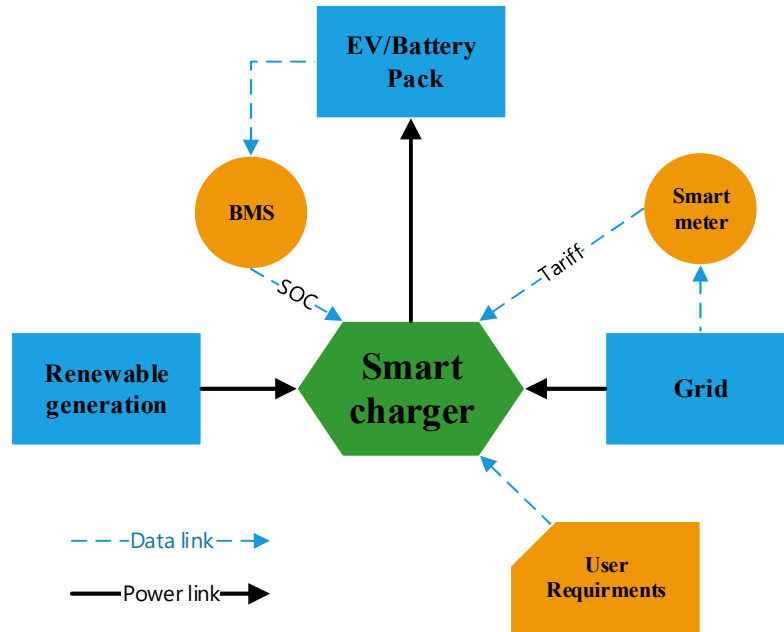 EV/Battery
Pack
BMS
Smart
meter
SOC
Tariff
Renewable
generation
Smart
charger
Grid
Data link
Power link
User
Requirments